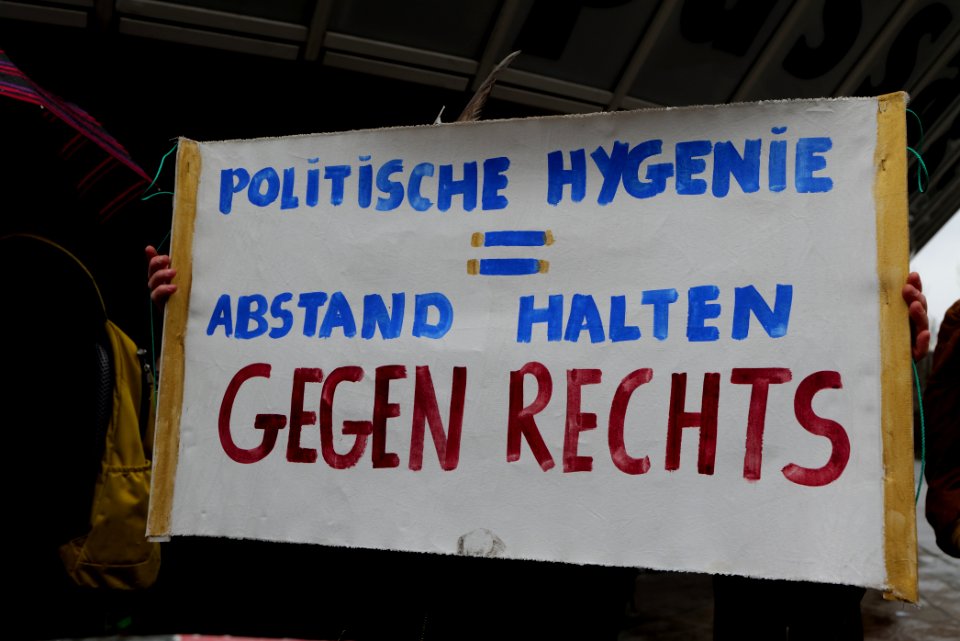 POLITISCHE HYGENIE
=
ABSTAND HALTEN
GEGEN RECHTS